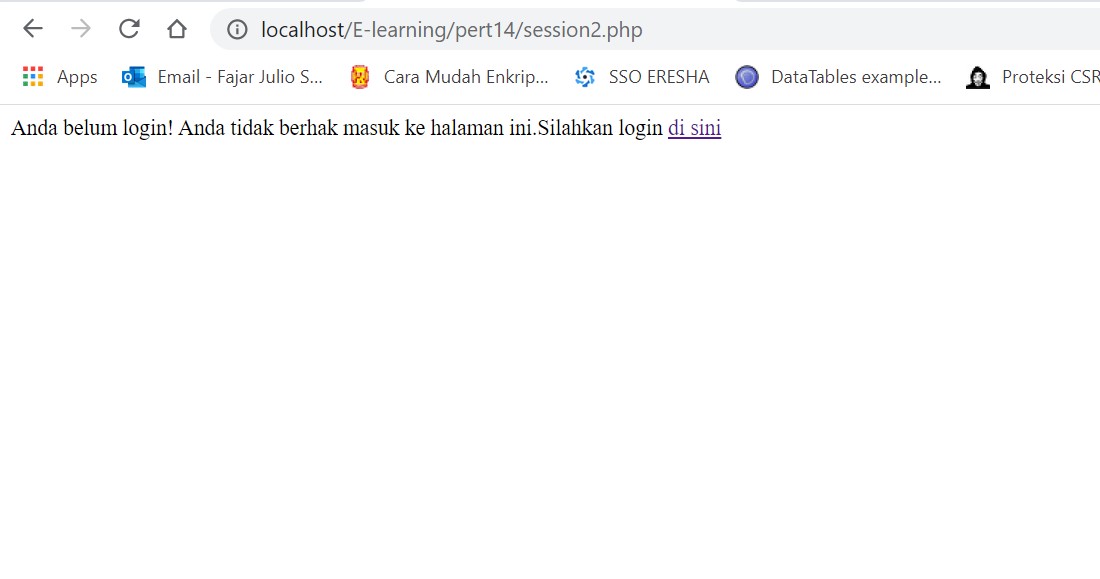 localhost/E-learning/pert14/session2.php
Apps Email - Fajar Julio S... Cara Mudah Enkrip... SSO ERESHA DataTables example... Proteksi CSR
Anda belum login! Anda tidak berhak masuk ke halaman ini.Silahkan login di sini